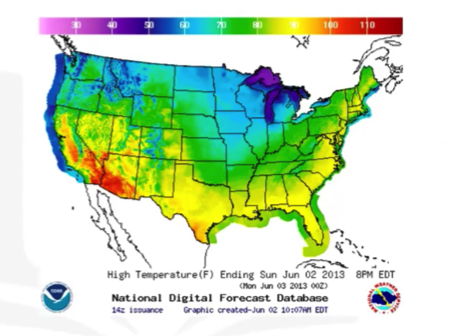 30 40 50 60 70 80 90 100 110
High Temperature(F) Ending Sun Jun 02 2013 8PM EDT
(Mon Jun 03 2013 00Z)
National Digital Forecast Database
14z issuance Graphic created-Jun 02 10:07AM EDT